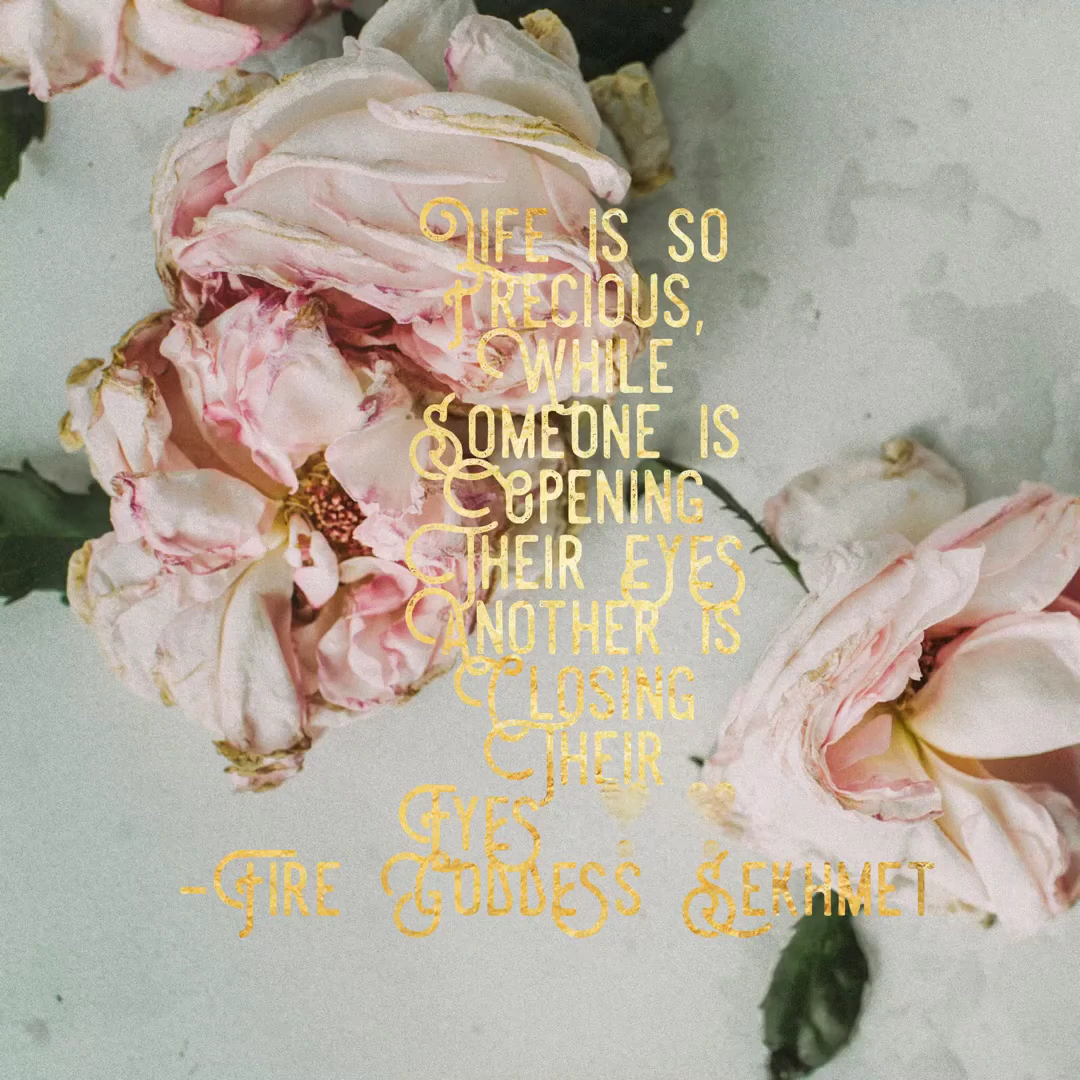 Life is so
Precious,
While
Someone is
Opening
Their eyes
Another is
Closing
Their
Eyes
-Fire Goddess Sekhmet